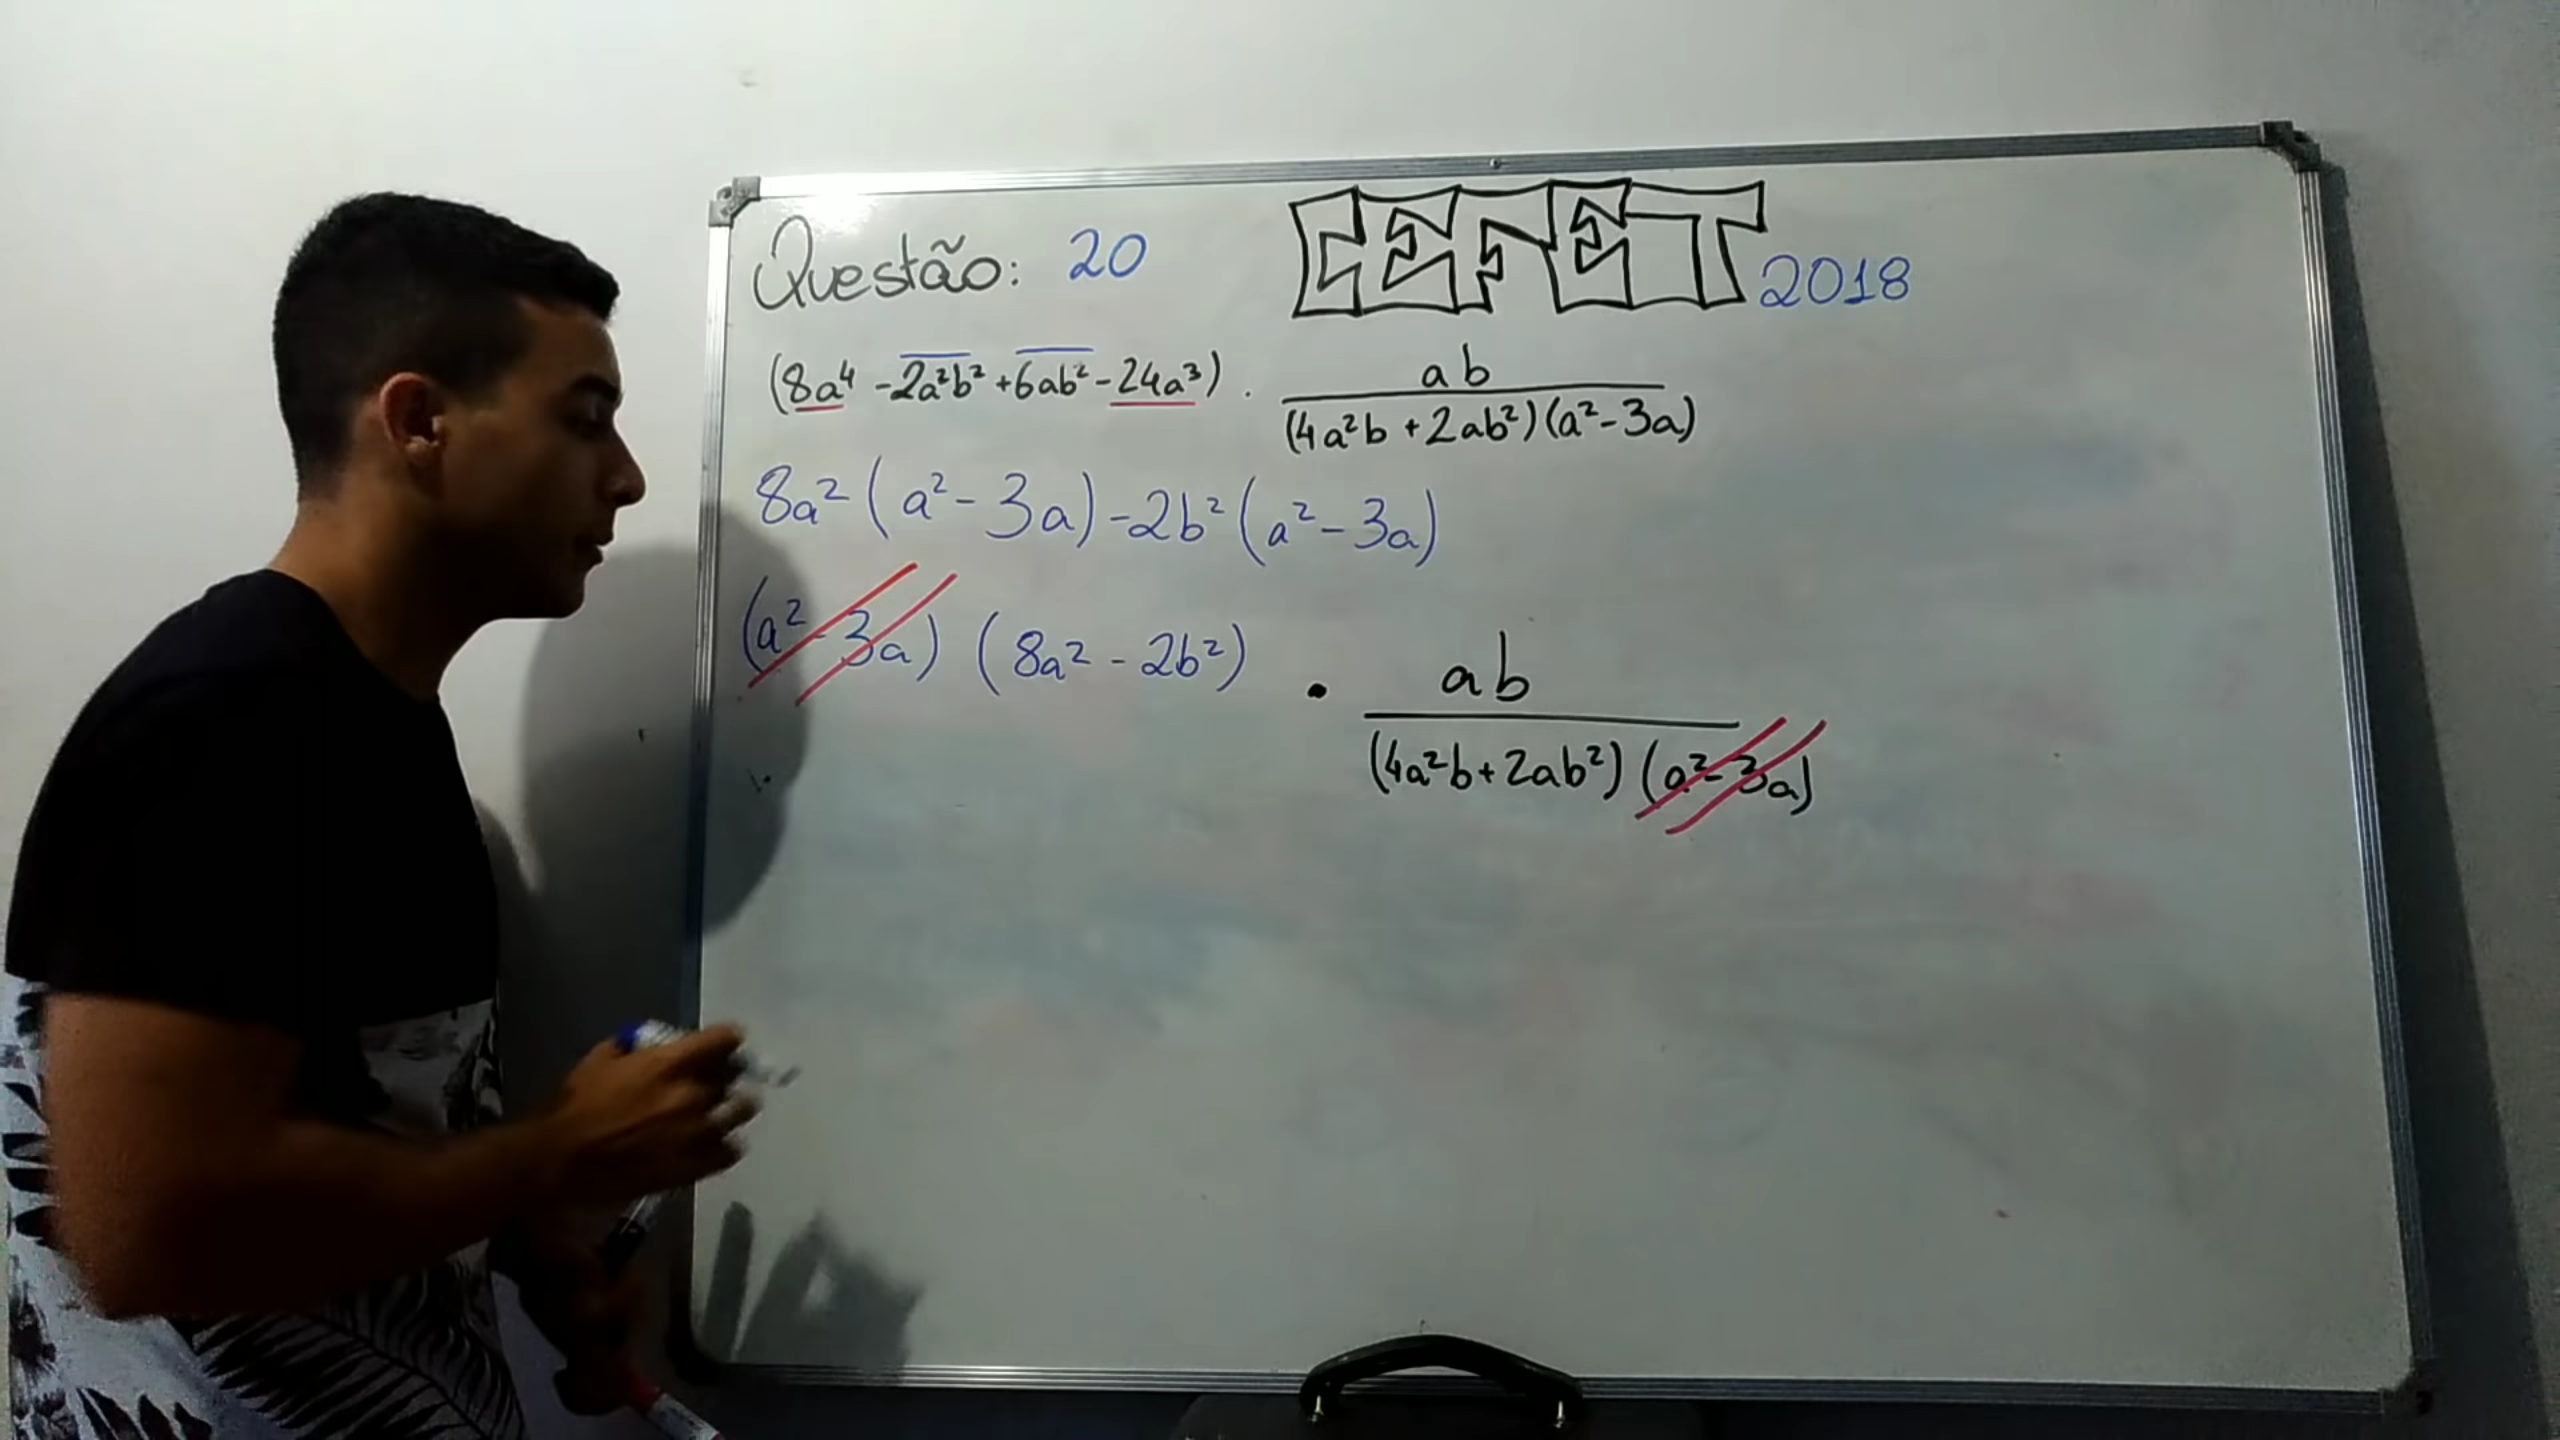 Questão: 20
CEFET 2018
(8a⁴ - 2a²b² + 6ab² - 24a³) . ab
(4a²b + 2ab²)(a² - 3a)
8a² (a² - 3a) - 2b² (a² - 3a)
(a² - 3a) (8a² - 2b²) • ab
(4a²b + 2ab²) (a² - 3a)